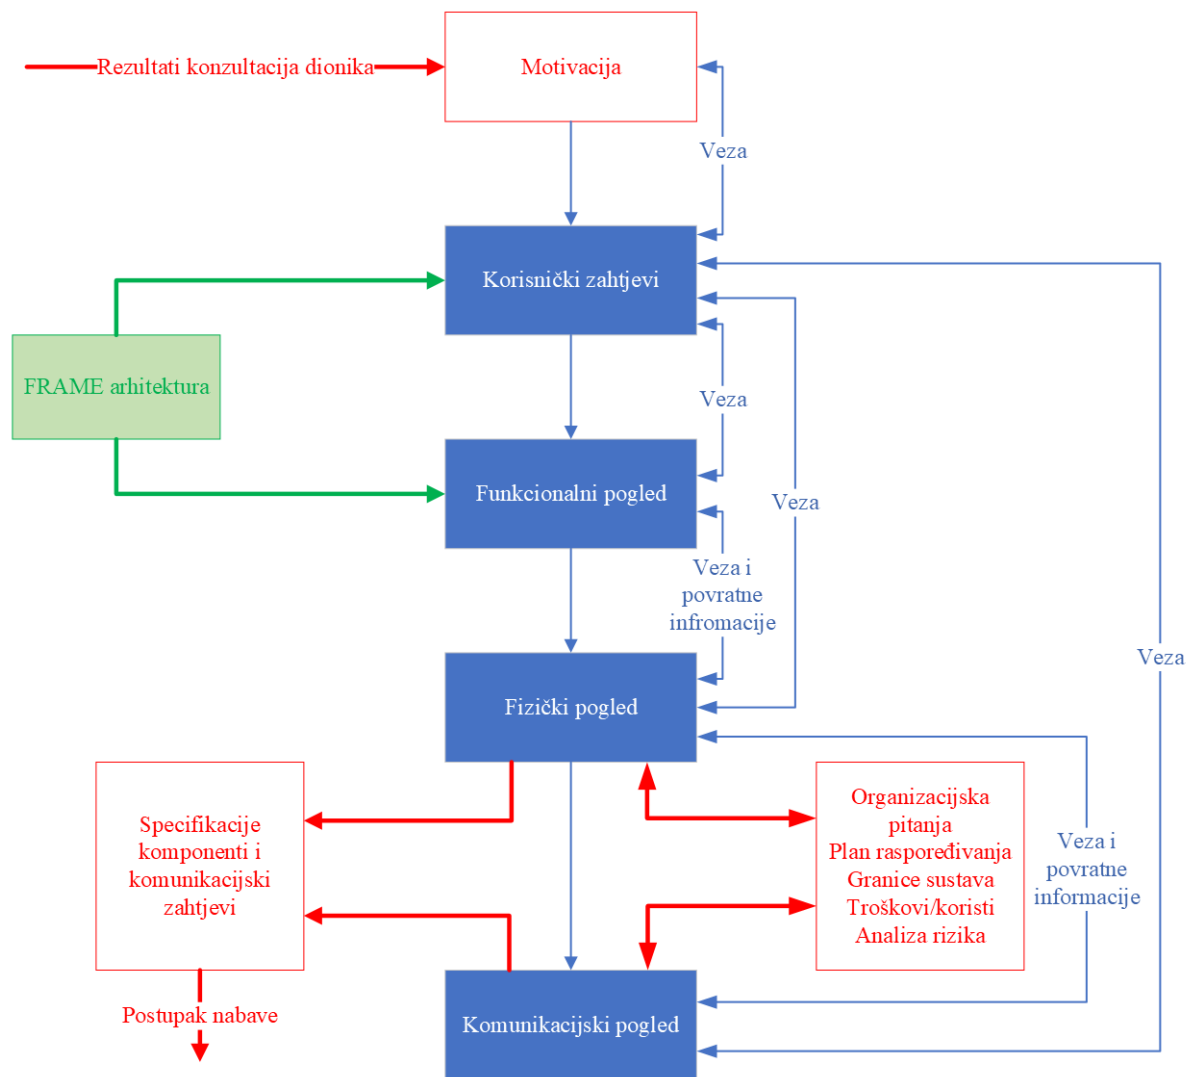 Rezultati konzultacija dionika
Motivacija
Veza
Korisnički zahtjevi
FRAME arhitektura
Veza
Funkcionalni pogled
Veza
Veza i
povratne
infromacije
Veza
Fizički pogled
Specifikacije
komponenti i
komunikacijski
zahtjevi
Organizacijska
pitanja
Plan raspoređivanja
Granice sustava
Troškovi/koristi
Analiza rizika
Veza i
povratne
informacije
Postupak nabave
Komunikacijski pogled